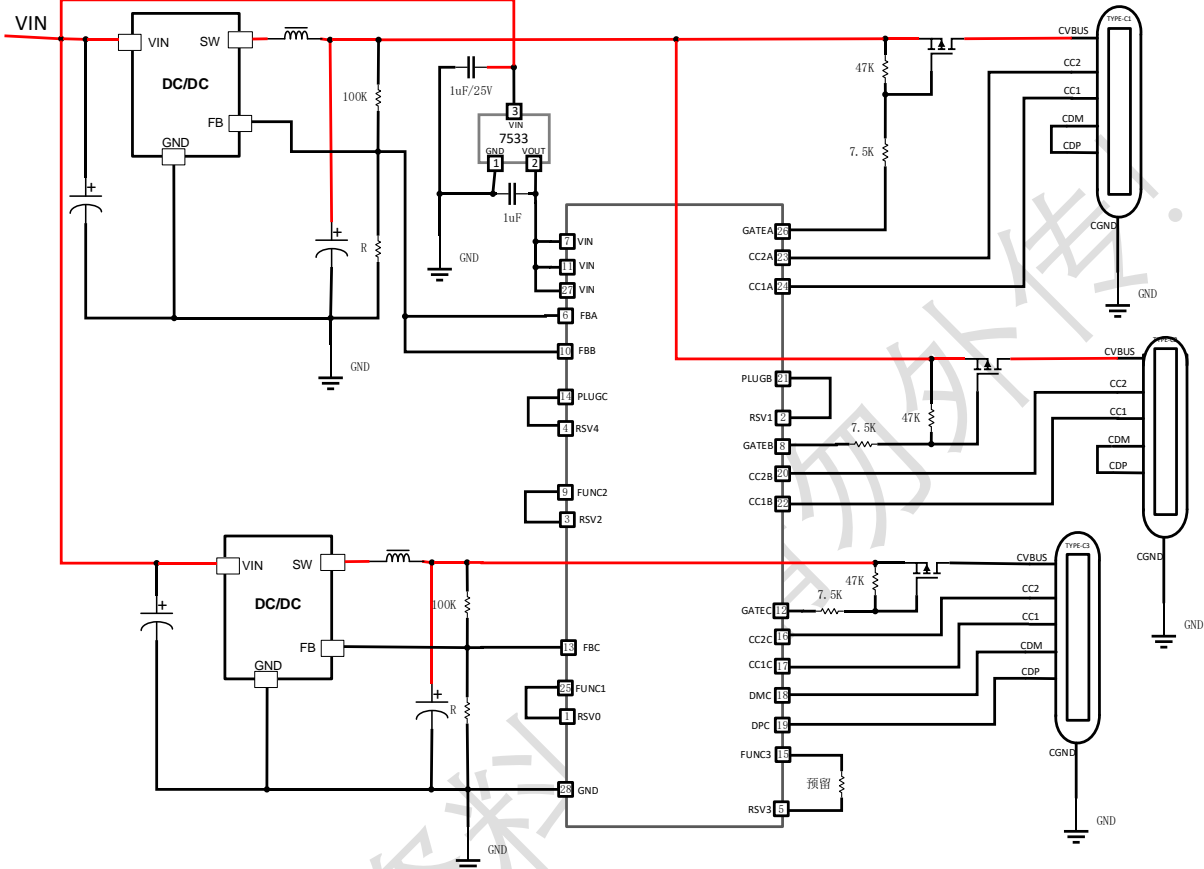 VIN
VIN
SW
DC/DC
FB
GND
100K
R
GND
1uF/25V
3
VIN
7533
GND
VOUT
1
2
1uF
GND
7
VIN
11
VIN
27
VIN
6
FBA
10
FBB
14
PLUGC
4
RSV4
9
FUNC2
3
RSV2
13
FBC
25
FUNC1
1
RSV0
28
GND
GATEA
26
CC2A
23
CC1A
24
PLUGB
21
RSV1
2
GATEB
8
CC2B
20
CC1B
22
GATEC
12
CC2C
16
CC1C
17
DMC
18
DPC
19
FUNC3
15
预留
RSV3
5
47K
7.5K
TYPE-C1
CVBUS
CC2
CC1
CDM
CDP
CGND
GND
47K
7.5K
CVBUS
CC2
CC1
CDM
CDP
CGND
GND
47K
7.5K
TYPE-C3
CVBUS
CC2
CC1
CDM
CDP
CGND
GND
VIN
SW
DC/DC
FB
GND
100K
R
GND
料
勿外传!